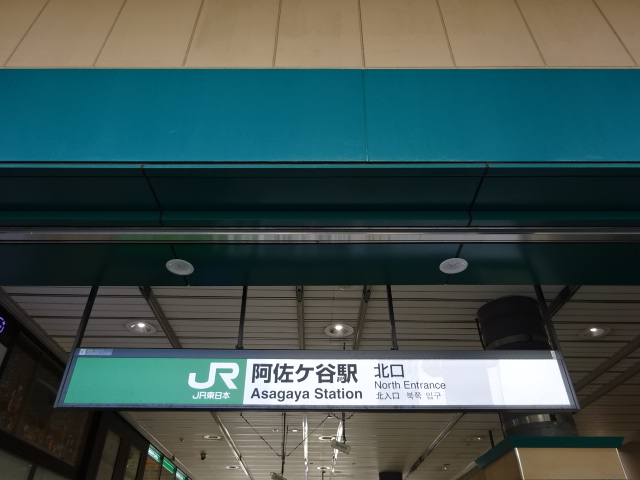 JR
JR東日本
阿佐ケ谷駅
Asagaya Station
北口
North Entrance
北入口 북쪽 입구